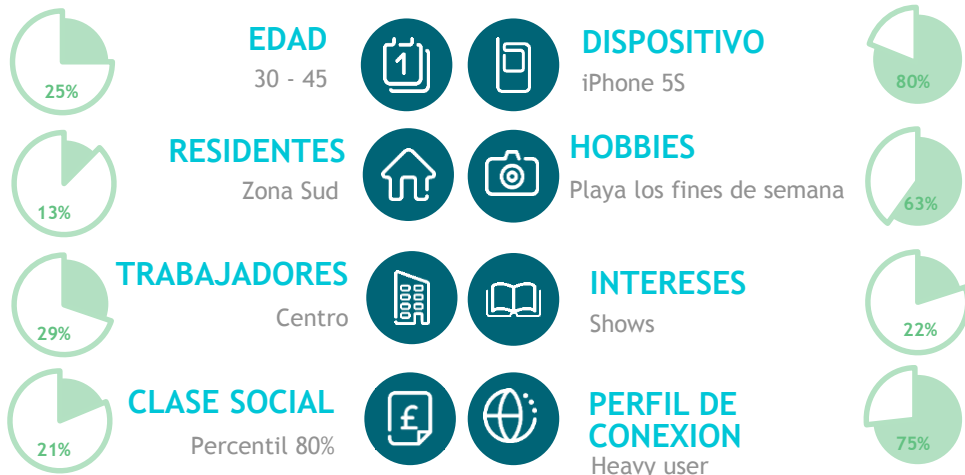 25%
EDAD
30 - 45
1
DISPOSITIVO
iPhone 5S
80%
13%
RESIDENTES
Zona Sud
HOBBIES
Playa los fines de semana
63%
29%
TRABAJADORES
Centro
INTERESES
Shows
22%
21%
CLASE SOCIAL
Percentil 80%
£
PERFIL DE
CONEXION
Heavy user
75%